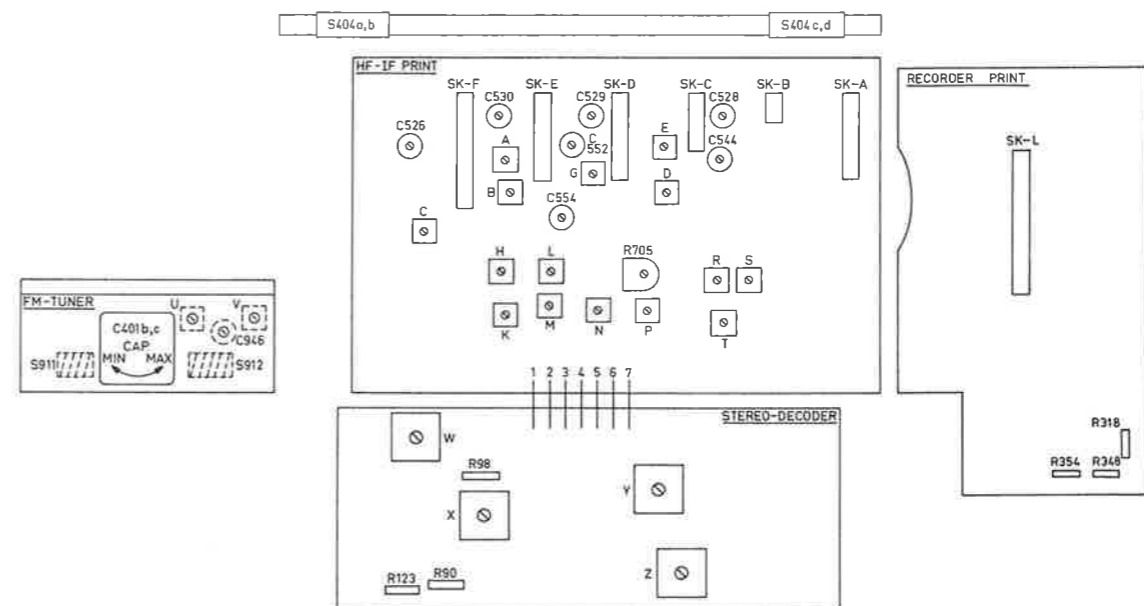 S404a,b
S404c,d
HF-IF PRINT
SK-F
SK-E
SK-D
SK-C
SK-B
SK-A
C530
C529
C528
C526
A
C
552
E
C544
B
G
D
C554
C
H
L
R705
R
S
K
M
N
P
T
1 2 3 4 5 6 7
RECORDER PRINT
SK-L
R318
R354
R348
FM-TUNER
U
V
C401b,c
CAP
MIN
MAX
C946
S911
S912
STEREO-DECODER
W
R98
X
Y
R123
R90
Z